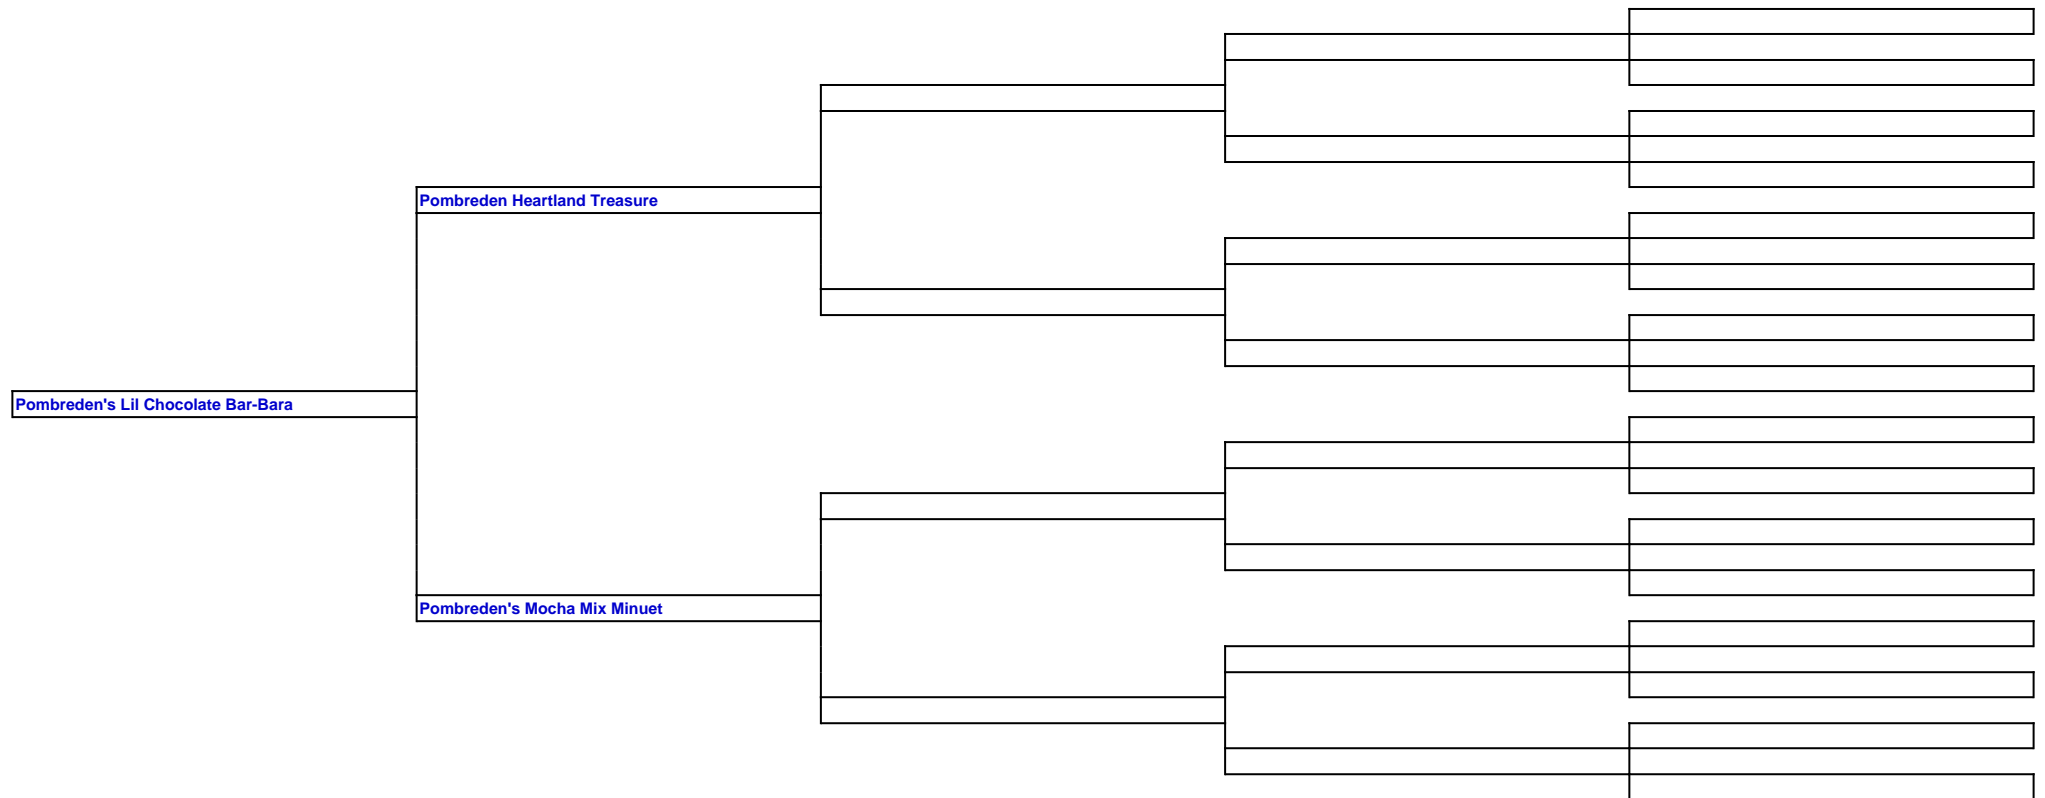 Pombreden Heartland Treasure
Pombreden's Lil Chocolate Bar-Bara
Pombreden's Mocha Mix Minuet